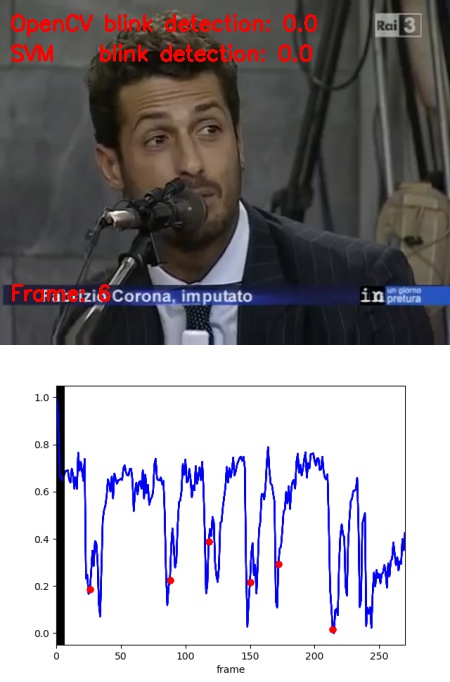 OpenCV blink detection: 0.0
Rai 3
SVM blink detection: 0.0
Frame: 6
Fabrizio Corona, imputato
in un giorno
pretura
1.0
0.8
0.6
0.4
0.2
0.0
0 50 100 150 200 250
frame